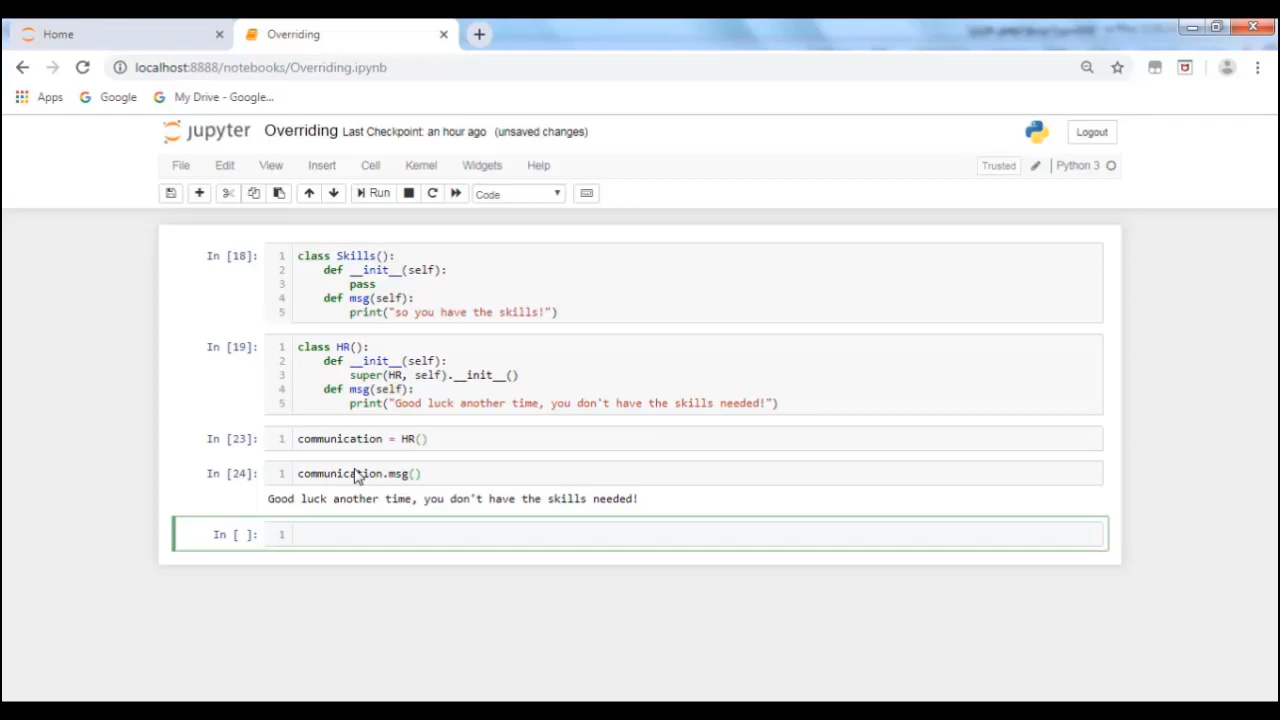 Home
Overriding
localhost:8888/notebooks/Overriding.ipynb
Apps Google My Drive - Google...
jupyter Overriding Last Checkpoint: an hour ago (unsaved changes) Logout
File Edit View Insert Cell Kernel Widgets Help Trusted Python 3
Run Code
In [18]:
1 class Skills():
2 def __init__(self):
3 pass
4 def msg(self):
5 print("so you have the skills!")
In [19]:
1 class HR():
2 def __init__(self):
3 super(HR, self).__init__()
4 def msg(self):
5 print("Good luck another time, you don't have the skills needed!")
In [23]: 1 communication = HR()
In [24]: 1 communication.msg()
Good luck another time, you don't have the skills needed!
In [ ]: 1